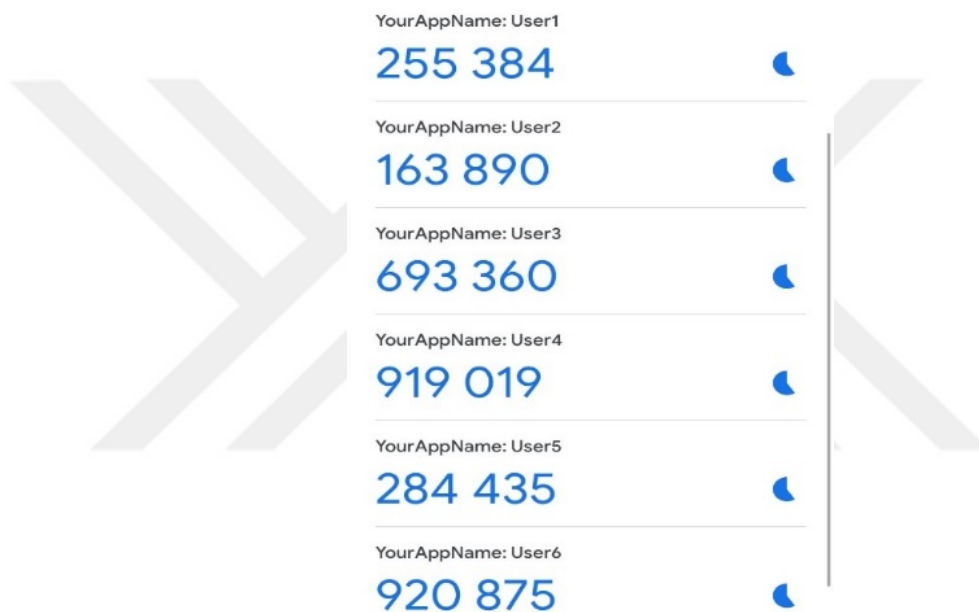 YourAppName: User1
255 384
YourAppName: User2
163 890
YourAppName: User3
693 360
YourAppName: User4
919 019
YourAppName: User5
284 435
YourAppName: User6
920 875